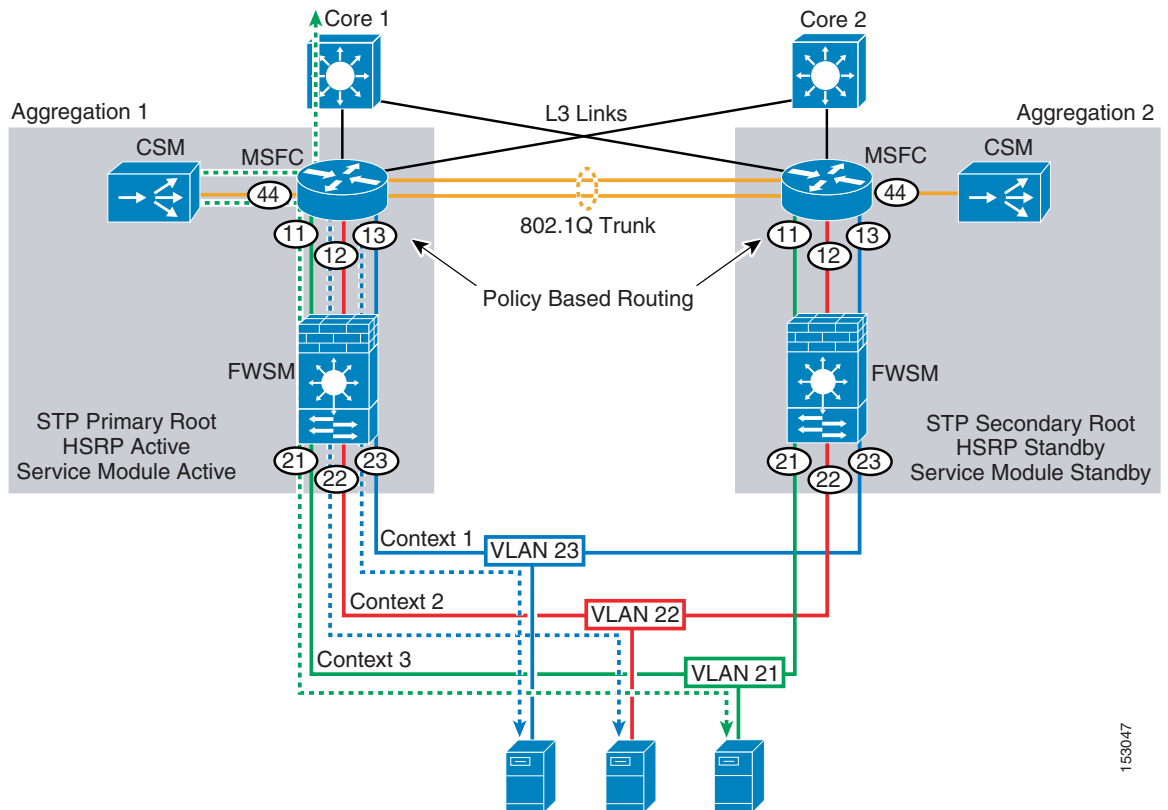 Core 1
Core 2
L3 Links
Aggregation 1
Aggregation 2
CSM
MSFC
MSFC
CSM
44
44
802.1Q Trunk
11
12
13
11
12
13
Policy Based Routing
FWSM
FWSM
STP Primary Root
HSRP Active
Service Module Active
STP Secondary Root
HSRP Standby
Service Module Standby
21
22
23
21
22
23
Context 1
VLAN 23
Context 2
VLAN 22
Context 3
VLAN 21
153047